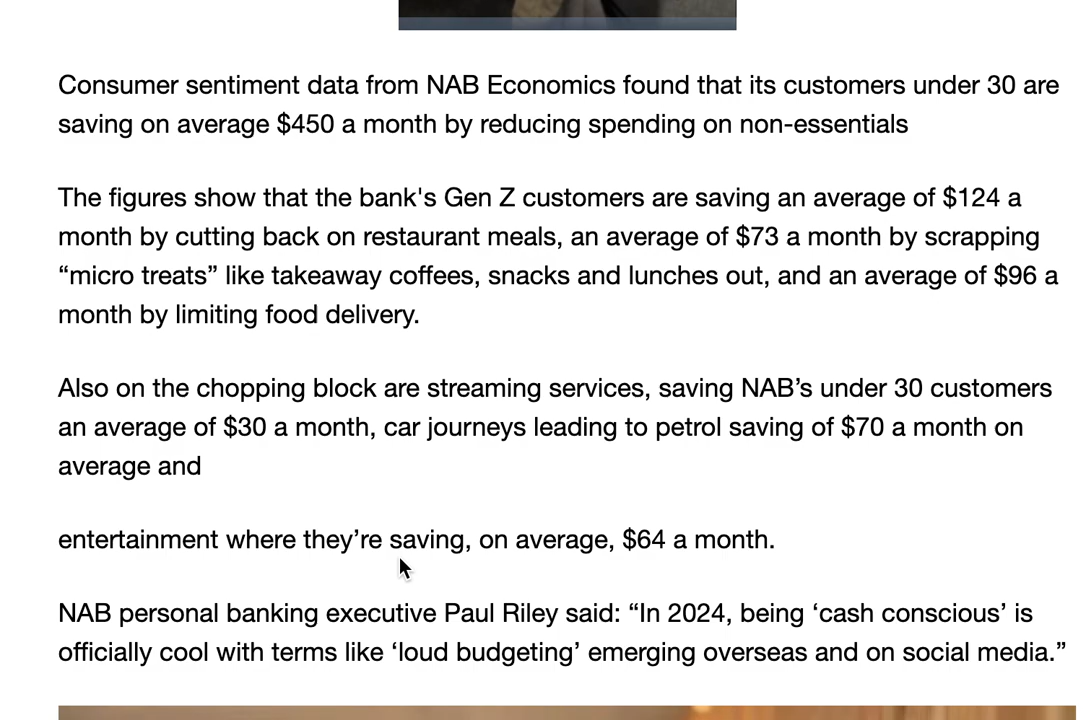 Consumer sentiment data from NAB Economics found that its customers under 30 are
saving on average $450 a month by reducing spending on non-essentials
The figures show that the bank's Gen Z customers are saving an average of $124 a
month by cutting back on restaurant meals, an average of $73 a month by scrapping
“micro treats” like takeaway coffees, snacks and lunches out, and an average of $96 a
month by limiting food delivery.
Also on the chopping block are streaming services, saving NAB’s under 30 customers
an average of $30 a month, car journeys leading to petrol saving of $70 a month on
average and
entertainment where they’re saving, on average, $64 a month.
NAB personal banking executive Paul Riley said: “In 2024, being ‘cash conscious’ is
officially cool with terms like ‘loud budgeting’ emerging overseas and on social media.”